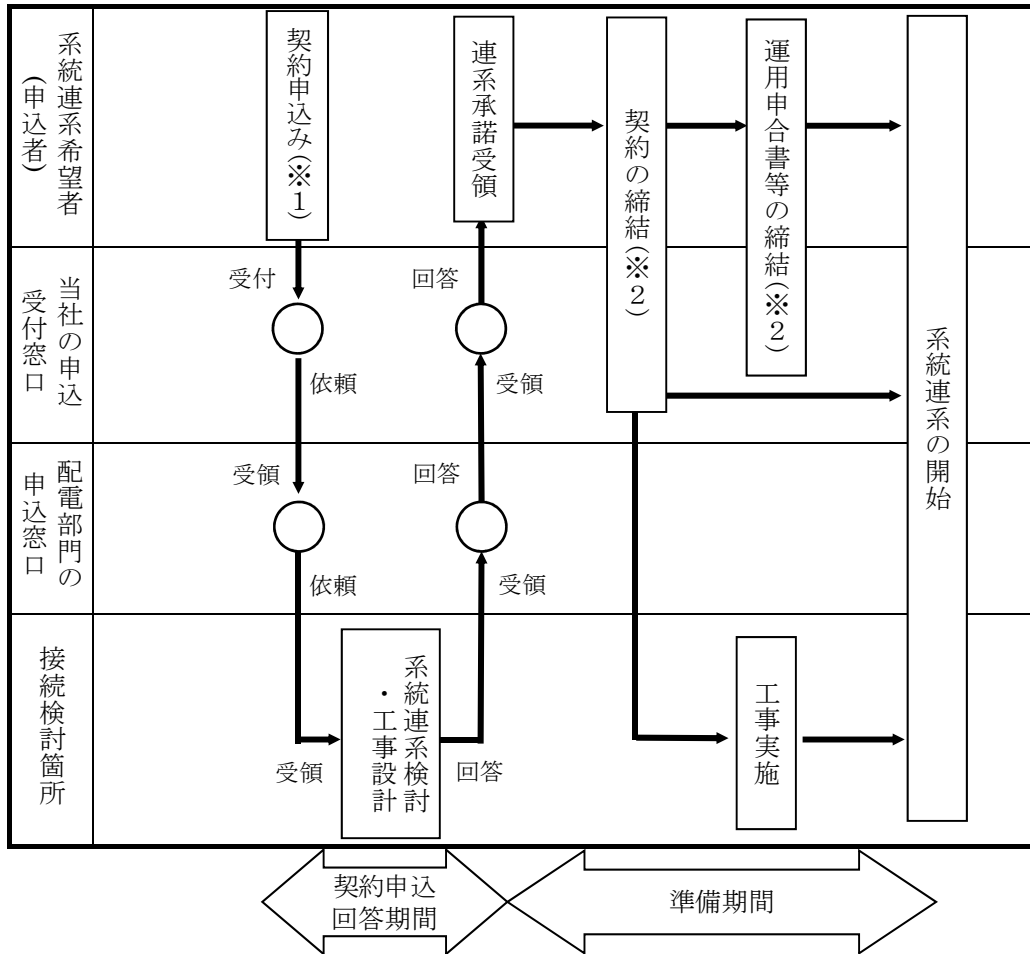 系統連系希望者
(申込者)
契約申込み(※1)
連系承諾受領
契約の締結(※2)
運用申合書等の締結(※2)
系統連系の開始
当社の申込
受付窓口
受付
回答
依頼
受領
配電部門の
申込窓口
受領
回答
依頼
受領
接続検討箇所
受領
系統連系検討
・工事設計
回答
工事実施
契約申込
回答期間
準備期間